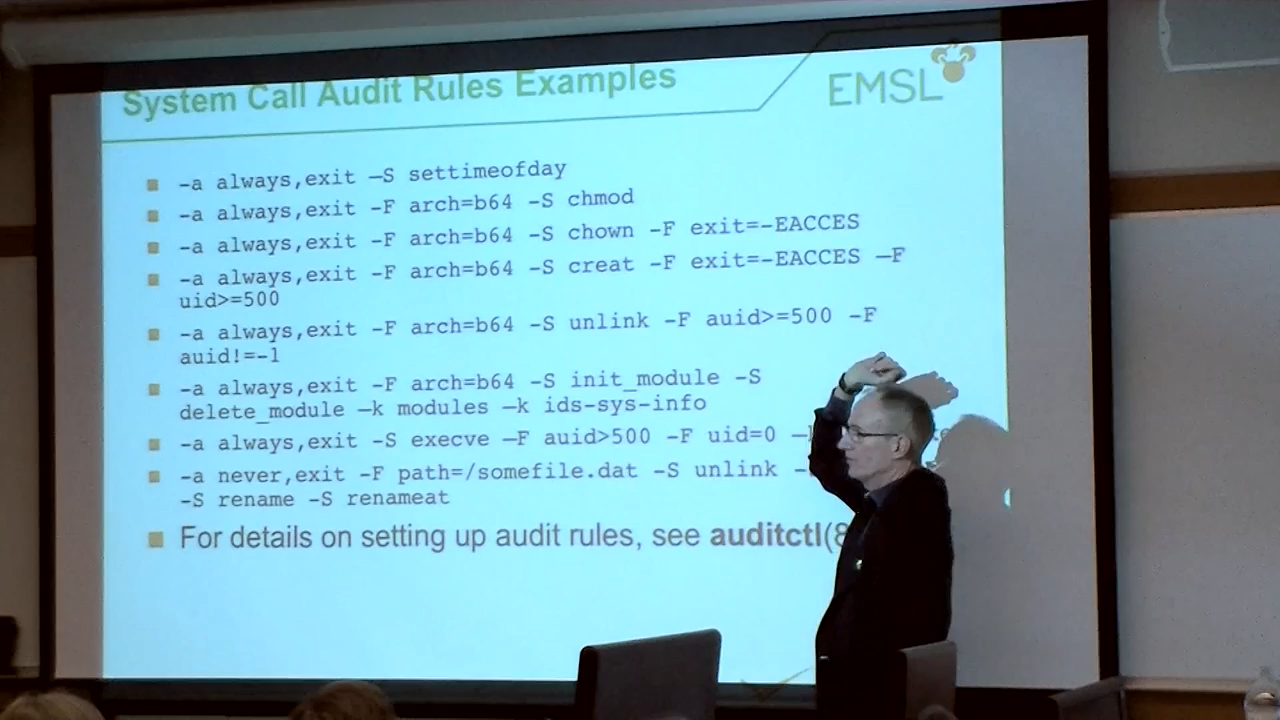 System Call Audit Rules Examples
EMSL
-a always,exit –S settimeofday
-a always,exit -F arch=b64 -S chmod
-a always,exit -F arch=b64 -S chown -F exit=-EACCES
-a always,exit -F arch=b64 -S creat -F exit=-EACCES –F
uid>=500
-a always,exit -F arch=b64 -S unlink -F auid>=500 -F
auid!=-1
-a always,exit -F arch=b64 -S init_module -S
delete_module –k modules –k ids-sys-info
-a always,exit -S execve –F auid>500 -F uid=0 –
-a never,exit -F path=/somefile.dat -S unlink -
-S rename -S renameat
For details on setting up audit rules, see auditctl(8